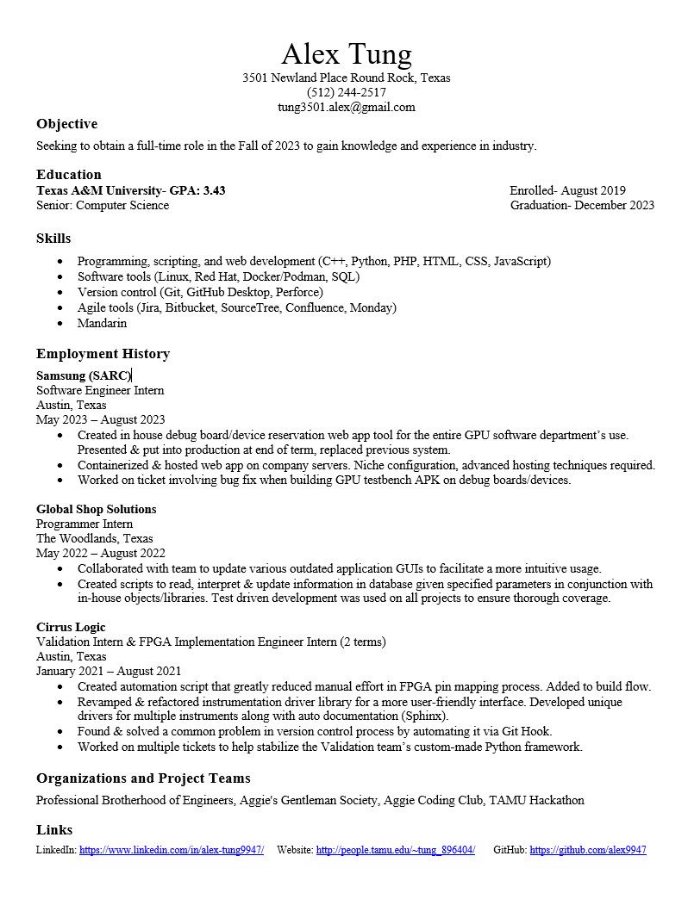 Alex Tung
3501 Newland Place Round Rock, Texas
(512) 244-2517
tung3501.alex@gmail.com
Objective
Seeking to obtain a full-time role in the Fall of 2023 to gain knowledge and experience in industry.
Education
Texas A&M University- GPA: 3.43 Enrolled- August 2019
Senior: Computer Science Graduation- December 2023
Skills
• Programming, scripting, and web development (C++, Python, PHP, HTML, CSS, JavaScript)
• Software tools (Linux, Red Hat, Docker/Podman, SQL)
• Version control (Git, GitHub Desktop, Perforce)
• Agile tools (Jira, Bitbucket, SourceTree, Confluence, Monday)
• Mandarin
Employment History
Samsung (SARC)
Software Engineer Intern
Austin, Texas
May 2023 – August 2023
• Created in house debug board/device reservation web app tool for the entire GPU software department's use.
Presented & put into production at end of term, replaced previous system.
• Containerized & hosted web app on company servers. Niche configuration, advanced hosting techniques required.
• Worked on ticket involving bug fix when building GPU testbench APK on debug boards/devices.
Global Shop Solutions
Programmer Intern
The Woodlands, Texas
May 2022 – August 2022
• Collaborated with team to update various outdated application GUIs to facilitate a more intuitive usage.
• Created scripts to read, interpret & update information in database given specified parameters in conjunction with
in-house objects/libraries. Test driven development was used on all projects to ensure thorough coverage.
Cirrus Logic
Validation Intern & FPGA Implementation Engineer Intern (2 terms)
Austin, Texas
January 2021 – August 2021
• Created automation script that greatly reduced manual effort in FPGA pin mapping process. Added to build flow.
• Revamped & refactored instrumentation driver library for a more user-friendly interface. Developed unique
drivers for multiple instruments along with auto documentation (Sphinx).
• Found & solved a common problem in version control process by automating it via Git Hook.
• Worked on multiple tickets to help stabilize the Validation team's custom-made Python framework.
Organizations and Project Teams
Professional Brotherhood of Engineers, Aggie's Gentleman Society, Aggie Coding Club, TAMU Hackathon
Links
LinkedIn: https://www.linkedin.com/in/alex-tung9947/ Website: http://people.tamu.edu/~tung_896404/ GitHub: https://github.com/alex9947